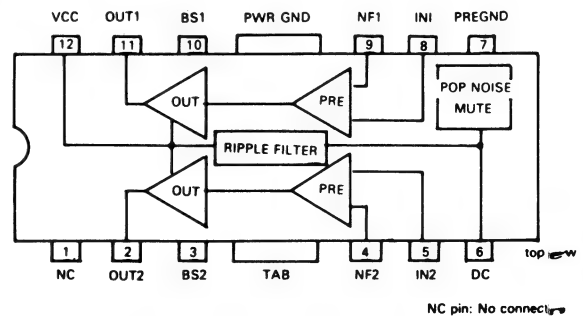 VCC OUT1 BS1 PWR GND NF1 IN1 PREGND
12 11 10 9 8 7
OUT PRE POP NOISE
MUTE
RIPPLE FILTER
OUT PRE
1 2 3 4 5 6
NC OUT2 BS2 TAB NF2 IN2 DC
top
NC pin: No